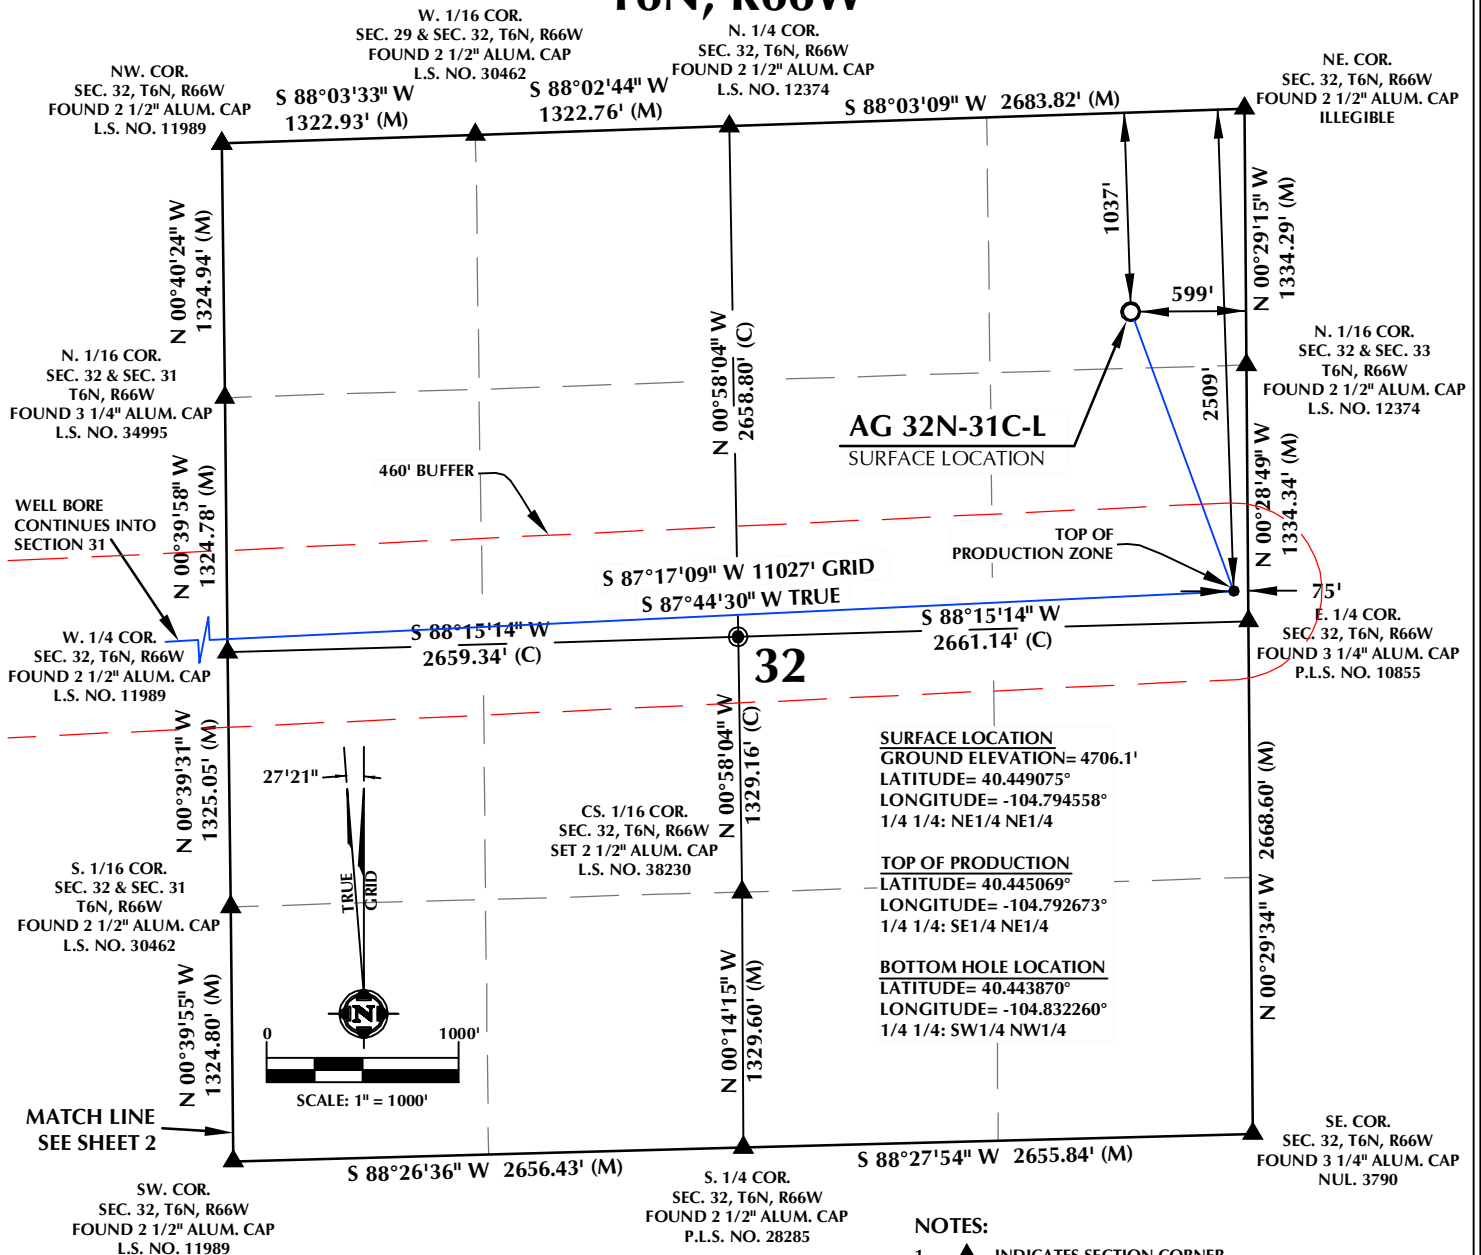 T6N, R66W
W. 1/16 COR.
SEC. 29 & SEC. 32, T6N, R66W
FOUND 2 1/2" ALUM. CAP
L.S. NO. 30462
N. 1/4 COR.
SEC. 32, T6N, R66W
FOUND 2 1/2" ALUM. CAP
L.S. NO. 12374
NW. COR.
SEC. 32, T6N, R66W
FOUND 2 1/2" ALUM. CAP
L.S. NO. 11989
NE. COR.
SEC. 32, T6N, R66W
FOUND 2 1/2" ALUM. CAP
ILLEGIBLE
S 88°03'33" W
1322.93' (M)
S 88°02'44" W
1322.76' (M)
S 88°03'09" W 2683.82' (M)
N 00°40'24" W
1324.94' (M)
1037'
N 00°29'15" W
1334.29' (M)
599'
N 00°58'04" W
2658.80' (C)
2509'
N. 1/16 COR.
SEC. 32 & SEC. 31
T6N, R66W
FOUND 3 1/4" ALUM. CAP
L.S. NO. 34995
N. 1/16 COR.
SEC. 32 & SEC. 33
T6N, R66W
FOUND 2 1/2" ALUM. CAP
L.S. NO. 12374
AG 32N-31C-L
SURFACE LOCATION
460' BUFFER
N 00°39'58" W
1324.78' (M)
N 00°28'49" W
1334.34' (M)
WELL BORE
CONTINUES INTO
SECTION 31
TOP OF
PRODUCTION ZONE
S 87°17'09" W 11027' GRID
S 87°44'30" W TRUE
75'
W. 1/4 COR.
SEC. 32, T6N, R66W
FOUND 2 1/2" ALUM. CAP
L.S. NO. 11989
S 88°15'14" W
2659.34' (C)
S 88°15'14" W
2661.14' (C)
E. 1/4 COR.
SEC. 32, T6N, R66W
FOUND 3 1/4" ALUM. CAP
P.L.S. NO. 10855
32
N 00°39'31" W
1325.05' (M)
N 00°58'04" W
1329.16' (C)
SURFACE LOCATION
GROUND ELEVATION= 4706.1'
LATITUDE= 40.449075°
LONGITUDE= -104.794558°
1/4 1/4: NE1/4 NE1/4
TOP OF PRODUCTION
LATITUDE= 40.445069°
LONGITUDE= -104.792673°
1/4 1/4: SE1/4 NE1/4
BOTTOM HOLE LOCATION
LATITUDE= 40.443870°
LONGITUDE= -104.832260°
1/4 1/4: SW1/4 NW1/4
N 00°29'34" W 2668.60' (M)
27'21"
TRUE
GRID
N
CS. 1/16 COR.
SEC. 32, T6N, R66W
SET 2 1/2" ALUM. CAP
L.S. NO. 38230
S. 1/16 COR.
SEC. 32 & SEC. 31
T6N, R66W
FOUND 2 1/2" ALUM. CAP
L.S. NO. 30462
N 00°39'55" W
1324.80' (M)
N 00°14'15" W
1329.60' (M)
0 1000'
SCALE: 1" = 1000'
MATCH LINE
SEE SHEET 2
S 88°26'36" W 2656.43' (M)
S 88°27'54" W 2655.84' (M)
SE. COR.
SEC. 32, T6N, R66W
FOUND 3 1/4" ALUM. CAP
NUL. 3790
SW. COR.
SEC. 32, T6N, R66W
FOUND 2 1/2" ALUM. CAP
L.S. NO. 11989
S. 1/4 COR.
SEC. 32, T6N, R66W
FOUND 2 1/2" ALUM. CAP
P.L.S. NO. 28285
NOTES:
1. INDICATES SECTION CORNER